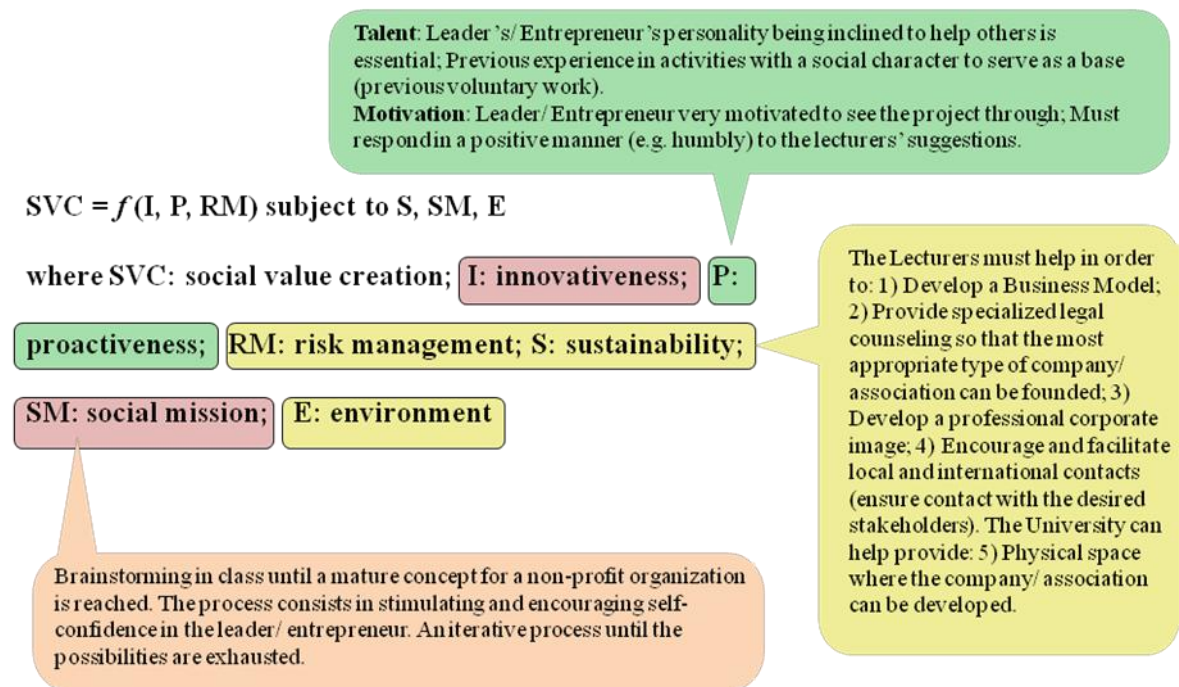 Talent: Leader's/ Entrepreneur's personality being inclined to help others is
essential; Previous experience in activities with a social character to serve as a base
(previous voluntary work).
Motivation: Leader/ Entrepreneur very motivated to see the project through; Must
respond in a positive manner (e.g. humbly) to the lecturers' suggestions.
SVC = f (I, P, RM) subject to S, SM, E
where SVC: social value creation; I: innovativeness; P:
proactiveness; RM: risk management; S: sustainability;
SM: social mission; E: environment
The Lecturers must help in order
to: 1) Develop a Business Model;
2) Provide specialized legal
counseling so that the most
appropriate type of company/
association can be founded; 3)
Develop a professional corporate
image; 4) Encourage and facilitate
local and international contacts
(ensure contact with the desired
stakeholders). The University can
help provide: 5) Physical space
where the company/ association
can be developed.
Brainstorming in class until a mature concept for a non-profit organization
is reached. The process consists in stimulating and encouraging self-
confidence in the leader/ entrepreneur. An iterative process until the
possibilities are exhausted.